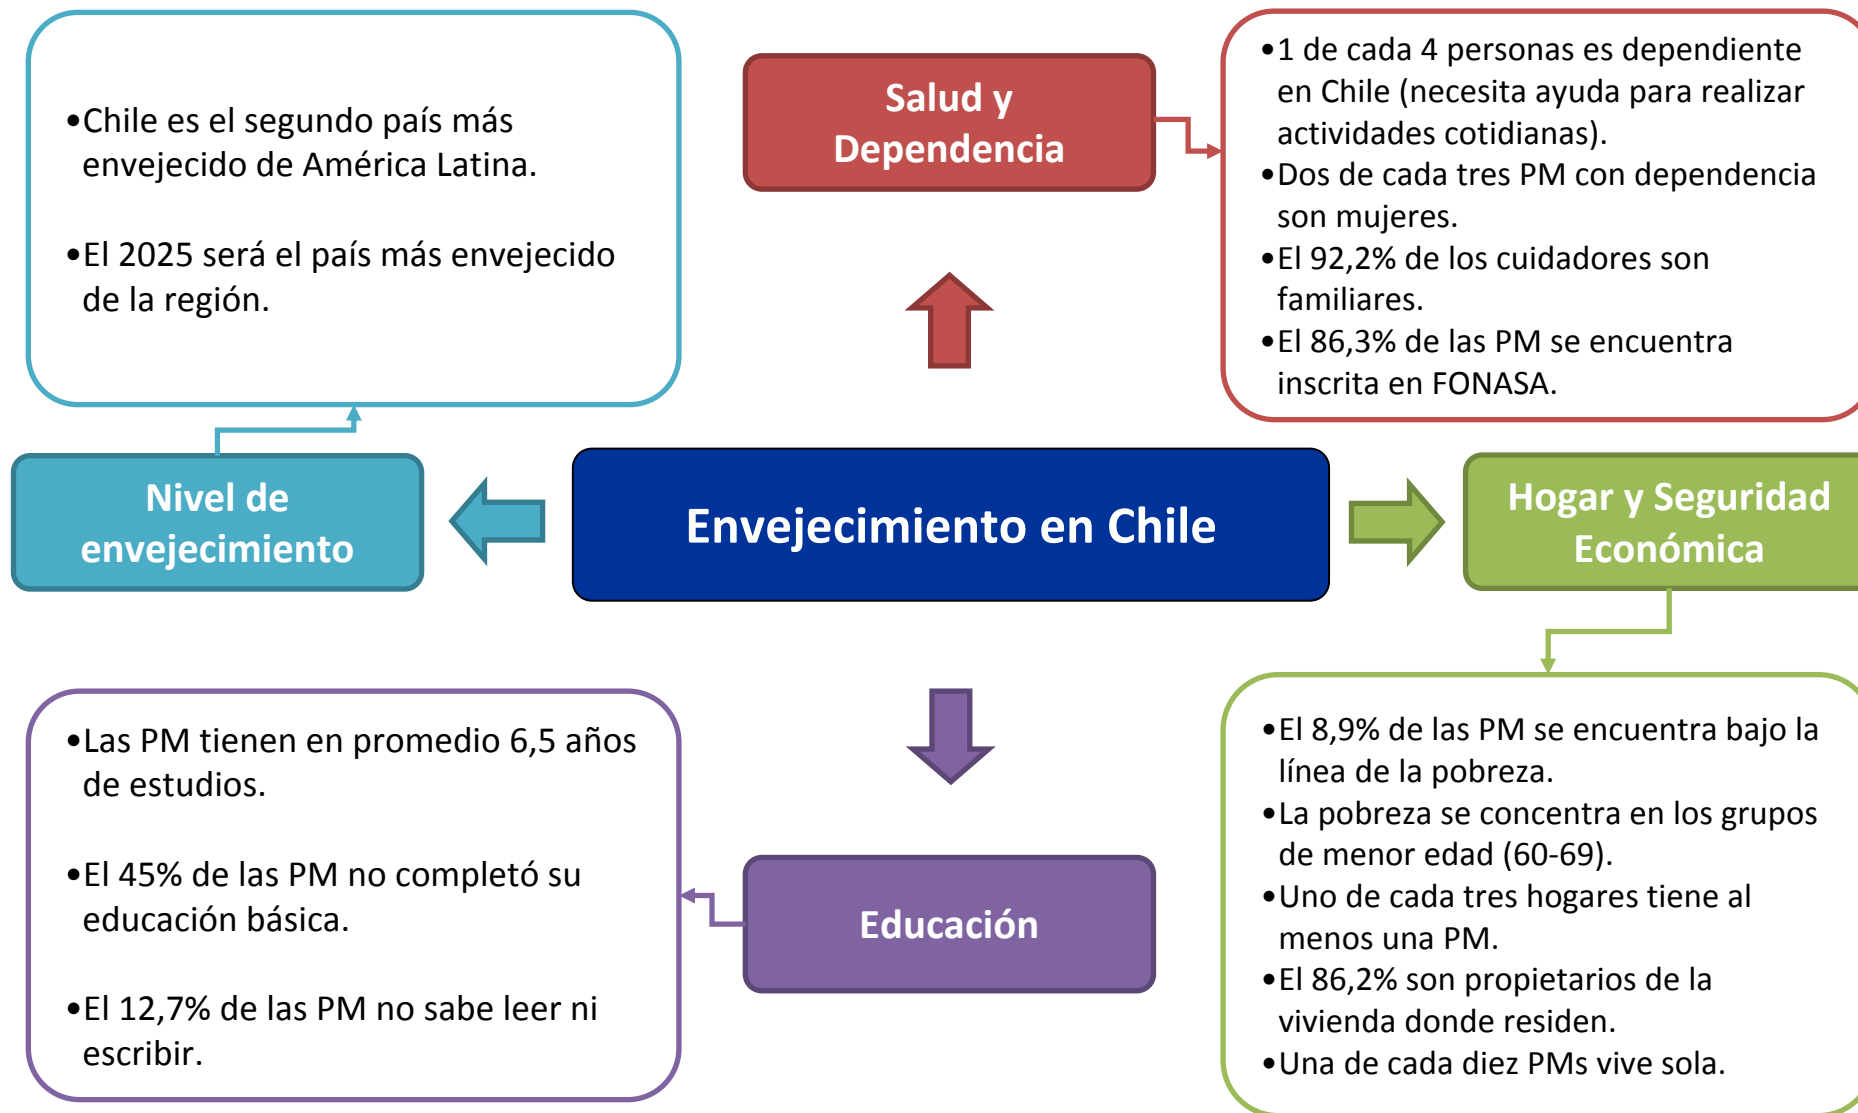 •Chile es el segundo país más
envejecido de América Latina.
•El 2025 será el país más envejecido
de la región.
Salud y
Dependencia
•1 de cada 4 personas es dependiente
en Chile (necesita ayuda para realizar
actividades cotidianas).
•Dos de cada tres PM con dependencia
son mujeres.
•El 92,2% de los cuidadores son
familiares.
•El 86,3% de las PM se encuentra
inscrita en FONASA.
Nivel de
envejecimiento
Envejecimiento en Chile
Hogar y Seguridad
Económica
•Las PM tienen en promedio 6,5 años
de estudios.
•El 45% de las PM no completó su
educación básica.
•El 12,7% de las PM no sabe leer ni
escribir.
Educación
•El 8,9% de las PM se encuentra bajo la
línea de la pobreza.
•La pobreza se concentra en los grupos
de menor edad (60-69).
•Uno de cada tres hogares tiene al
menos una PM.
•El 86,2% son propietarios de la
vivienda donde residen.
•Una de cada diez PMs vive sola.